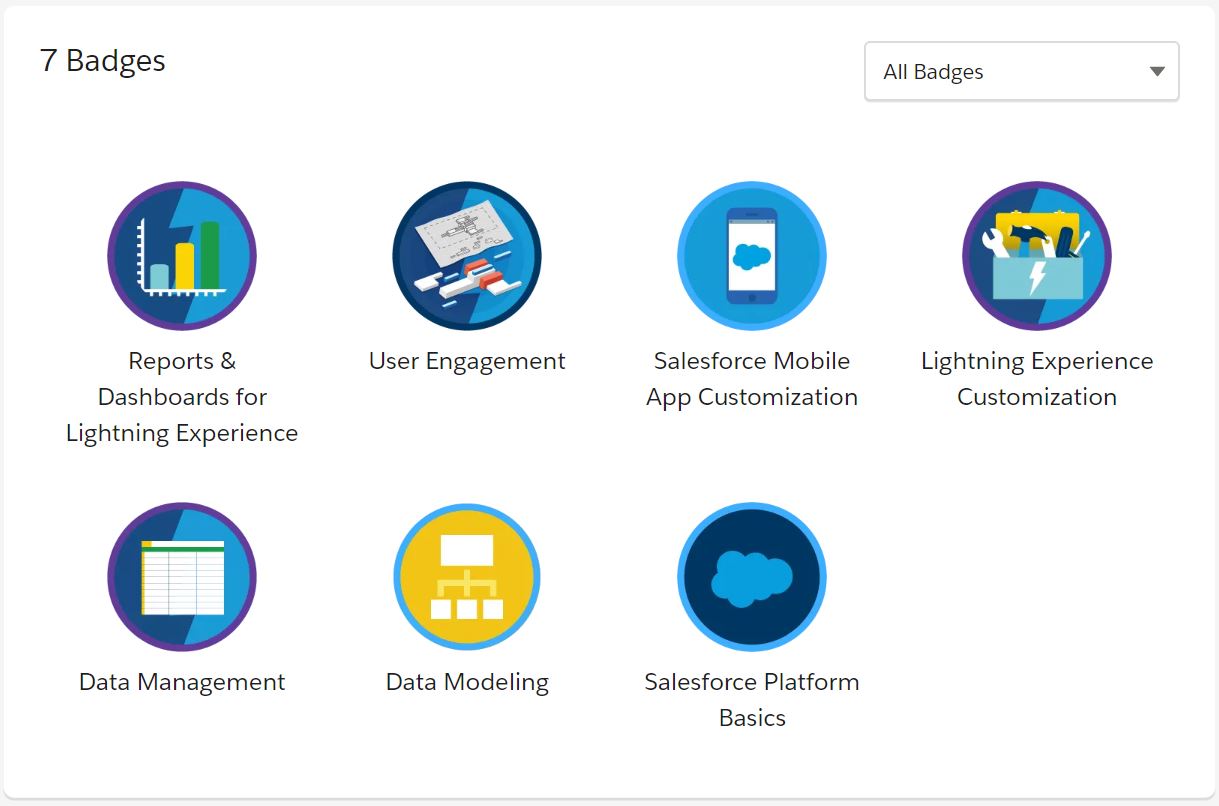 7 Badges
All Badges
Reports &
Dashboards for
Lightning Experience
User Engagement
Salesforce Mobile
App Customization
Lightning Experience
Customization
Data Management
Data Modeling
Salesforce Platform
Basics